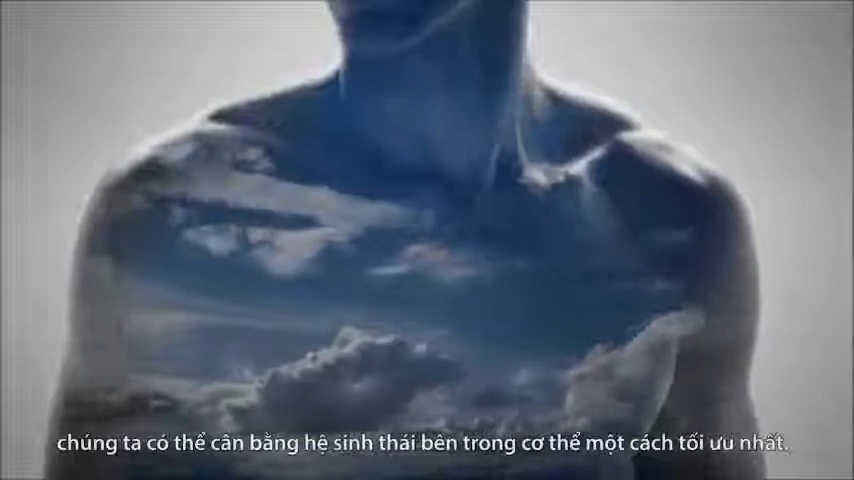 chúng ta có thể cân bằng hệ sinh thái bên trong cơ thể một cách tối ưu nhất.